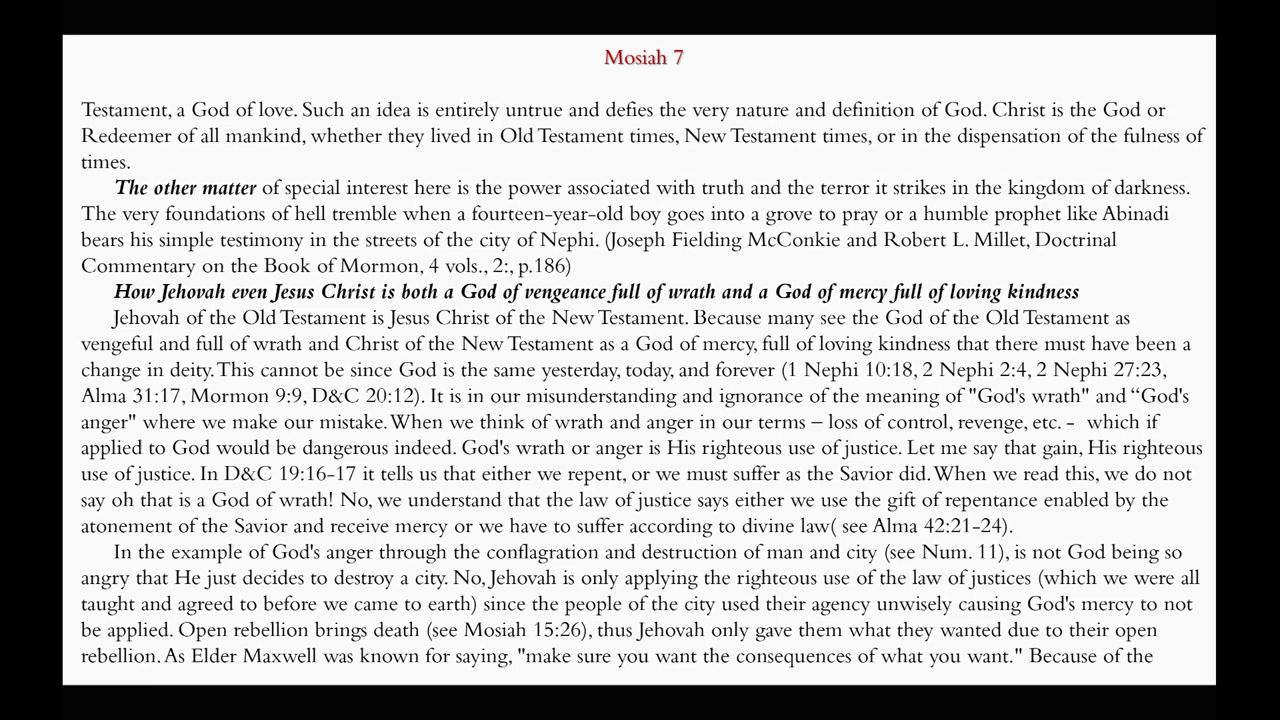 Mosiah 7
Testament, a God of love. Such an idea is entirely untrue and defies the very nature and definition of God. Christ is the God or
Redeemer of all mankind, whether they lived in Old Testament times, New Testament times, or in the dispensation of the fulness of
times.
The other matter of special interest here is the power associated with truth and the terror it strikes in the kingdom of darkness.
The very foundations of hell tremble when a fourteen-year-old boy goes into a grove to pray or a humble prophet like Abinadi
bears his simple testimony in the streets of the city of Nephi. (Joseph Fielding McConkie and Robert L. Millet, Doctrinal
Commentary on the Book of Mormon, 4 vols., 2:, p.186)
How Jehovah even Jesus Christ is both a God of vengeance full of wrath and a God of mercy full of loving kindness
Jehovah of the Old Testament is Jesus Christ of the New Testament. Because many see the God of the Old Testament as
vengeful and full of wrath and Christ of the New Testament as a God of mercy, full of loving kindness that there must have been a
change in deity. This cannot be since God is the same yesterday, today, and forever (1 Nephi 10:18, 2 Nephi 2:4, 2 Nephi 27:23,
Alma 31:17, Mormon 9:9, D&C 20:12). It is in our misunderstanding and ignorance of the meaning of "God's wrath" and “God's
anger" where we make our mistake. When we think of wrath and anger in our terms – loss of control, revenge, etc. - which if
applied to God would be dangerous indeed. God's wrath or anger is His righteous use of justice. Let me say that gain, His righteous
use of justice. In D&C 19:16-17 it tells us that either we repent, or we must suffer as the Savior did. When we read this, we do not
say oh that is a God of wrath! No, we understand that the law of justice says either we use the gift of repentance enabled by the
atonement of the Savior and receive mercy or we have to suffer according to divine law( see Alma 42:21-24).
In the example of God's anger through the conflagration and destruction of man and city (see Num. 11), is not God being so
angry that He just decides to destroy a city. No, Jehovah is only applying the righteous use of the law of justices (which we were all
taught and agreed to before we came to earth) since the people of the city used their agency unwisely causing God's mercy to not
be applied. Open rebellion brings death (see Mosiah 15:26), thus Jehovah only gave them what they wanted due to their open
rebellion. As Elder Maxwell was known for saying, "make sure you want the consequences of what you want." Because of the